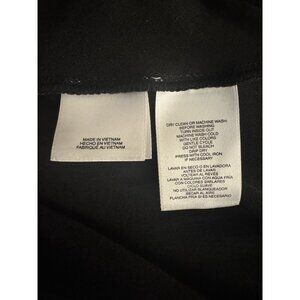 MADE IN VIETNAM
HECHO EN VIETNAM
FABRIQUÉ AU VIETNAM
DRY CLEAN OR MACHINE WASH:
BEFORE WASHING
TURN INSIDE OUT
MACHINE WASH COLD
WITH LIKE COLORS
GENTLE CYCLE
DO NOT BLEACH
DRIP DRY
PRESS WITH COOL IRON
IF NECESSARY
LAVAR EN SECO O EN LAVADORA
ANTES DE LAVAR
VOLTEAR AL REVES
LAVAR A MAQUINA CON AGUA FRIA
CON COLORES SIMILARES
CICLO SUAVE
NO UTILIZAR BLANQUEADOR
SECAR AL AIRE
PLANCHA FRIA SI ES NECESARIO